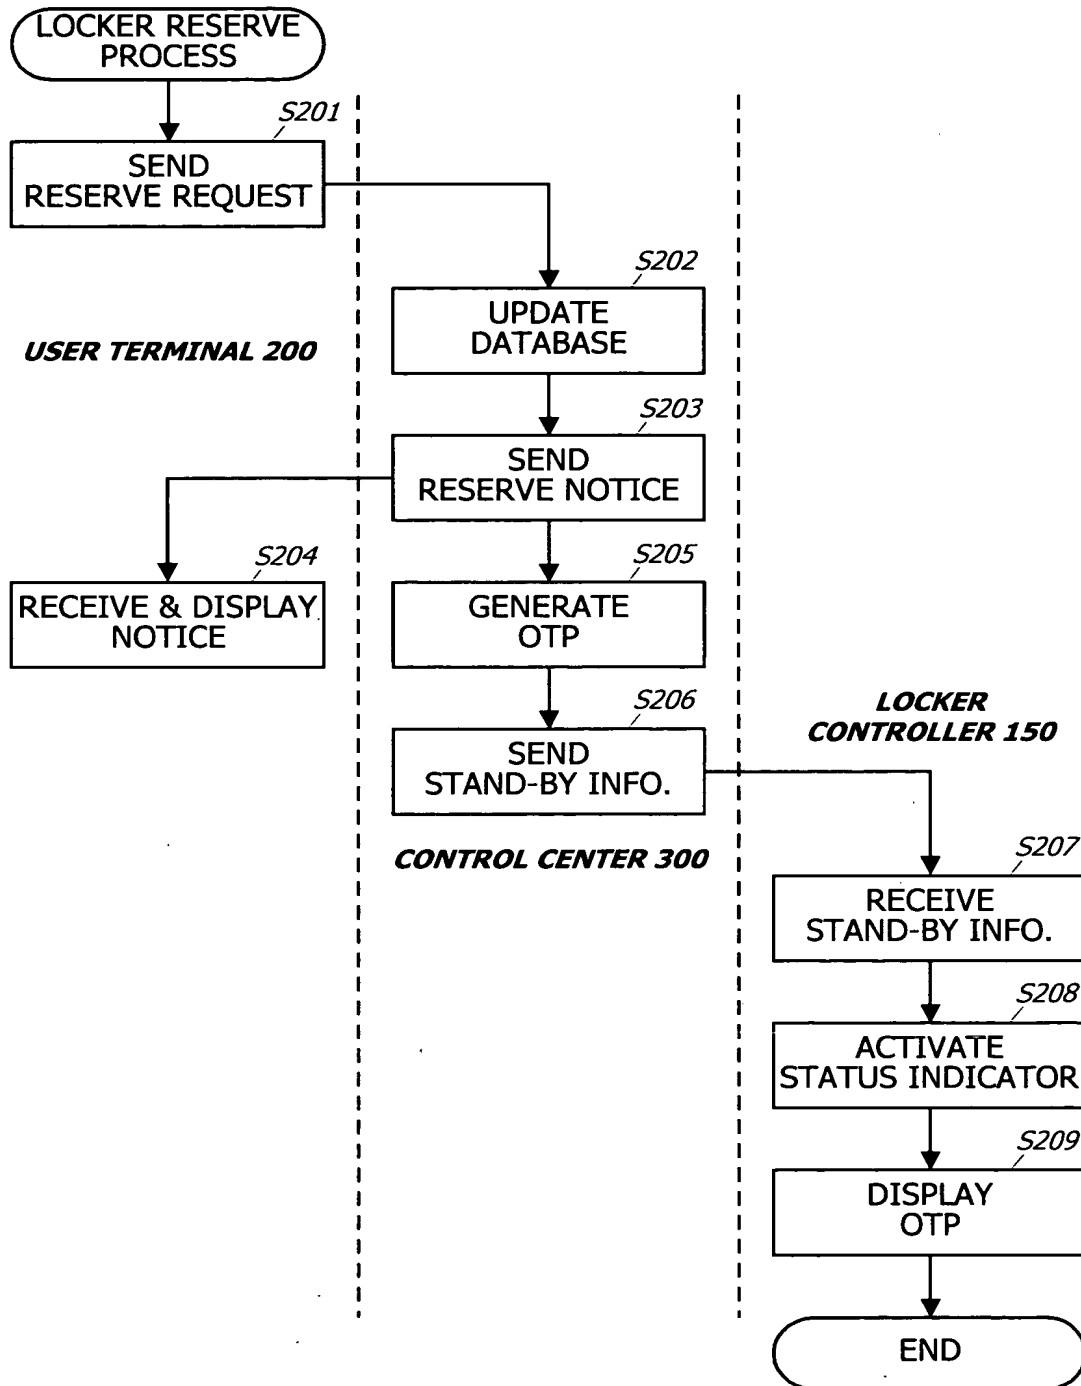 LOCKER RESERVE
PROCESS
S201
SEND
RESERVE REQUEST
S202
UPDATE
DATABASE
USER TERMINAL 200
S203
SEND
RESERVE NOTICE
S204
RECEIVE & DISPLAY
NOTICE
S205
GENERATE
OTP
S206
SEND
STAND-BY INFO.
LOCKER
CONTROLLER 150
CONTROL CENTER 300
S207
RECEIVE
STAND-BY INFO.
S208
ACTIVATE
STATUS INDICATOR
S209
DISPLAY
OTP
END